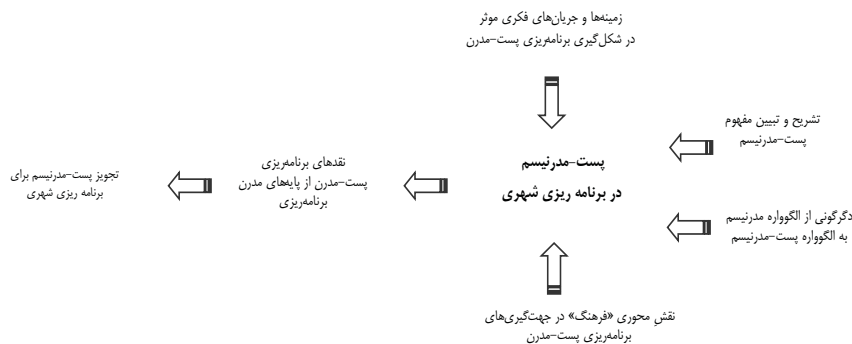 زمینه‌ها و جریان‌های فکری موثر
در شکل‌گیری برنامه‌ریزی پست-مدرن
تشریح و تبیین مفهوم
پست-مدرنیسم
پست-مدرنیسم
در برنامه ریزی شهری
نقدهای برنامه‌ریزی
پست-مدرن از پایه‌های مدرن
برنامه‌ریزی
تجویز پست-مدرنیسم برای
برنامه ریزی شهری
دگرگونی از الگوواره مدرنیسم
به الگوواره پست-مدرنیسم
نقشِ محوری «فرهنگ» در جهت‌گیری‌های
برنامه‌ریزی پست-مدرن